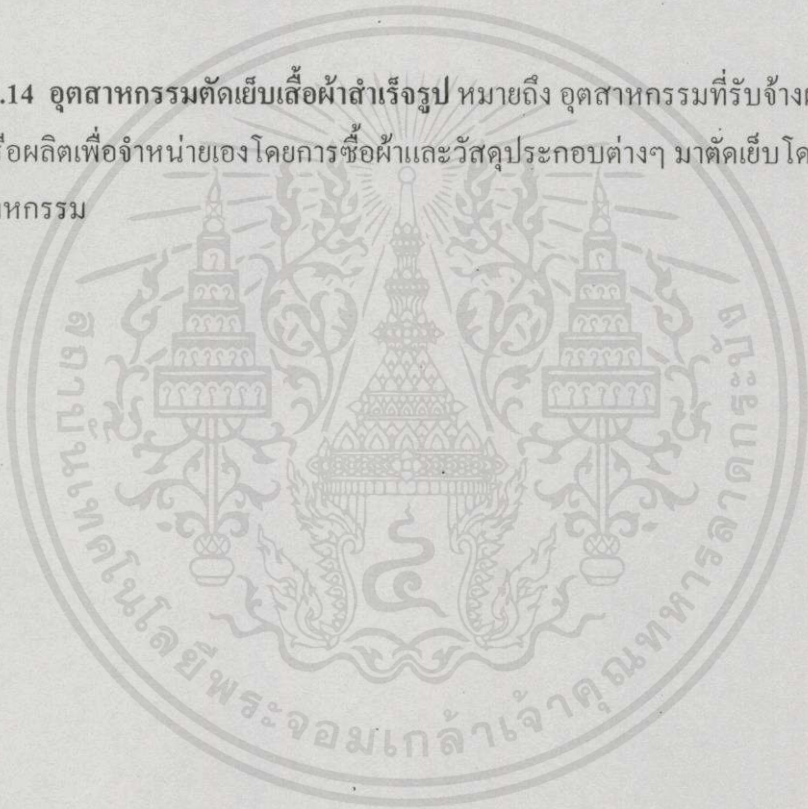 .14 อุตสาหกรรมตัดเย็บเสื้อผ้าสำเร็จรูป หมายถึง อุตสาหกรรมที่รับจ้าง
รือผลิตเพื่อจำหน่ายเองโดยการซื้อผ้าและวัสดุประกอบต่างๆ มาตัดเย็บโด
าหกรรม
สถาบันเทคโนโลยีพระจอมเกล้าเจ้าคุณทหารลาดกระบัง
๔